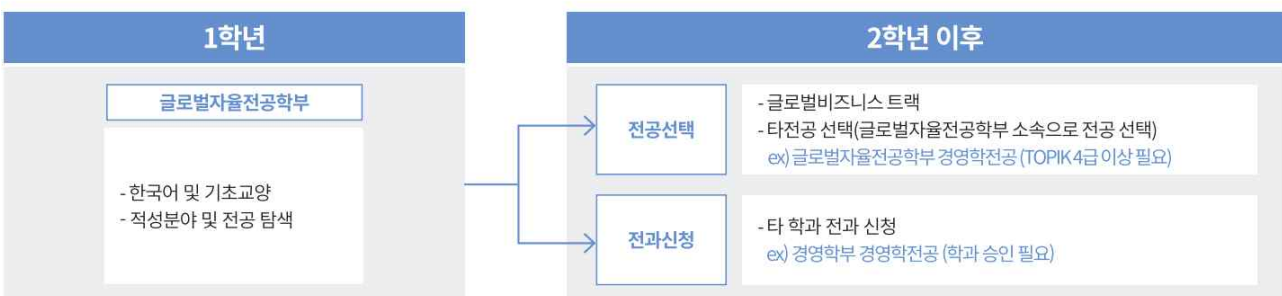 1학년
글로벌자율전공학부
- 한국어 및 기초교양
- 적성분야 및 전공 탐색
2학년 이후
전공선택
- 글로벌비즈니스 트랙
- 타전공 선택(글로벌자율전공학부 소속으로 전공 선택)
ex) 글로벌자율전공학부 경영학전공 (TOPIK 4급 이상 필요)
전과신청
- 타 학과 전과 신청
ex) 경영학부 경영학전공 (학과 승인 필요)